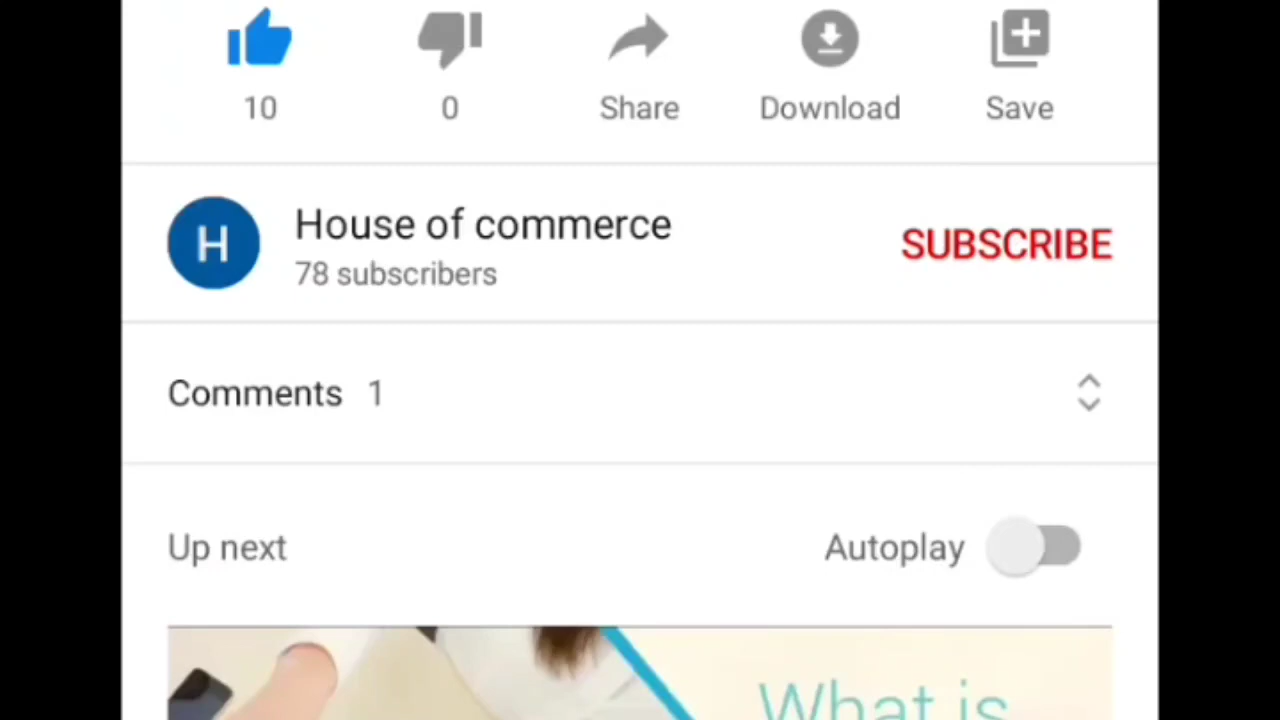 10 0 Share Download Save
H
House of commerce
78 subscribers
SUBSCRIBE
Comments 1
Up next Autoplay
What is